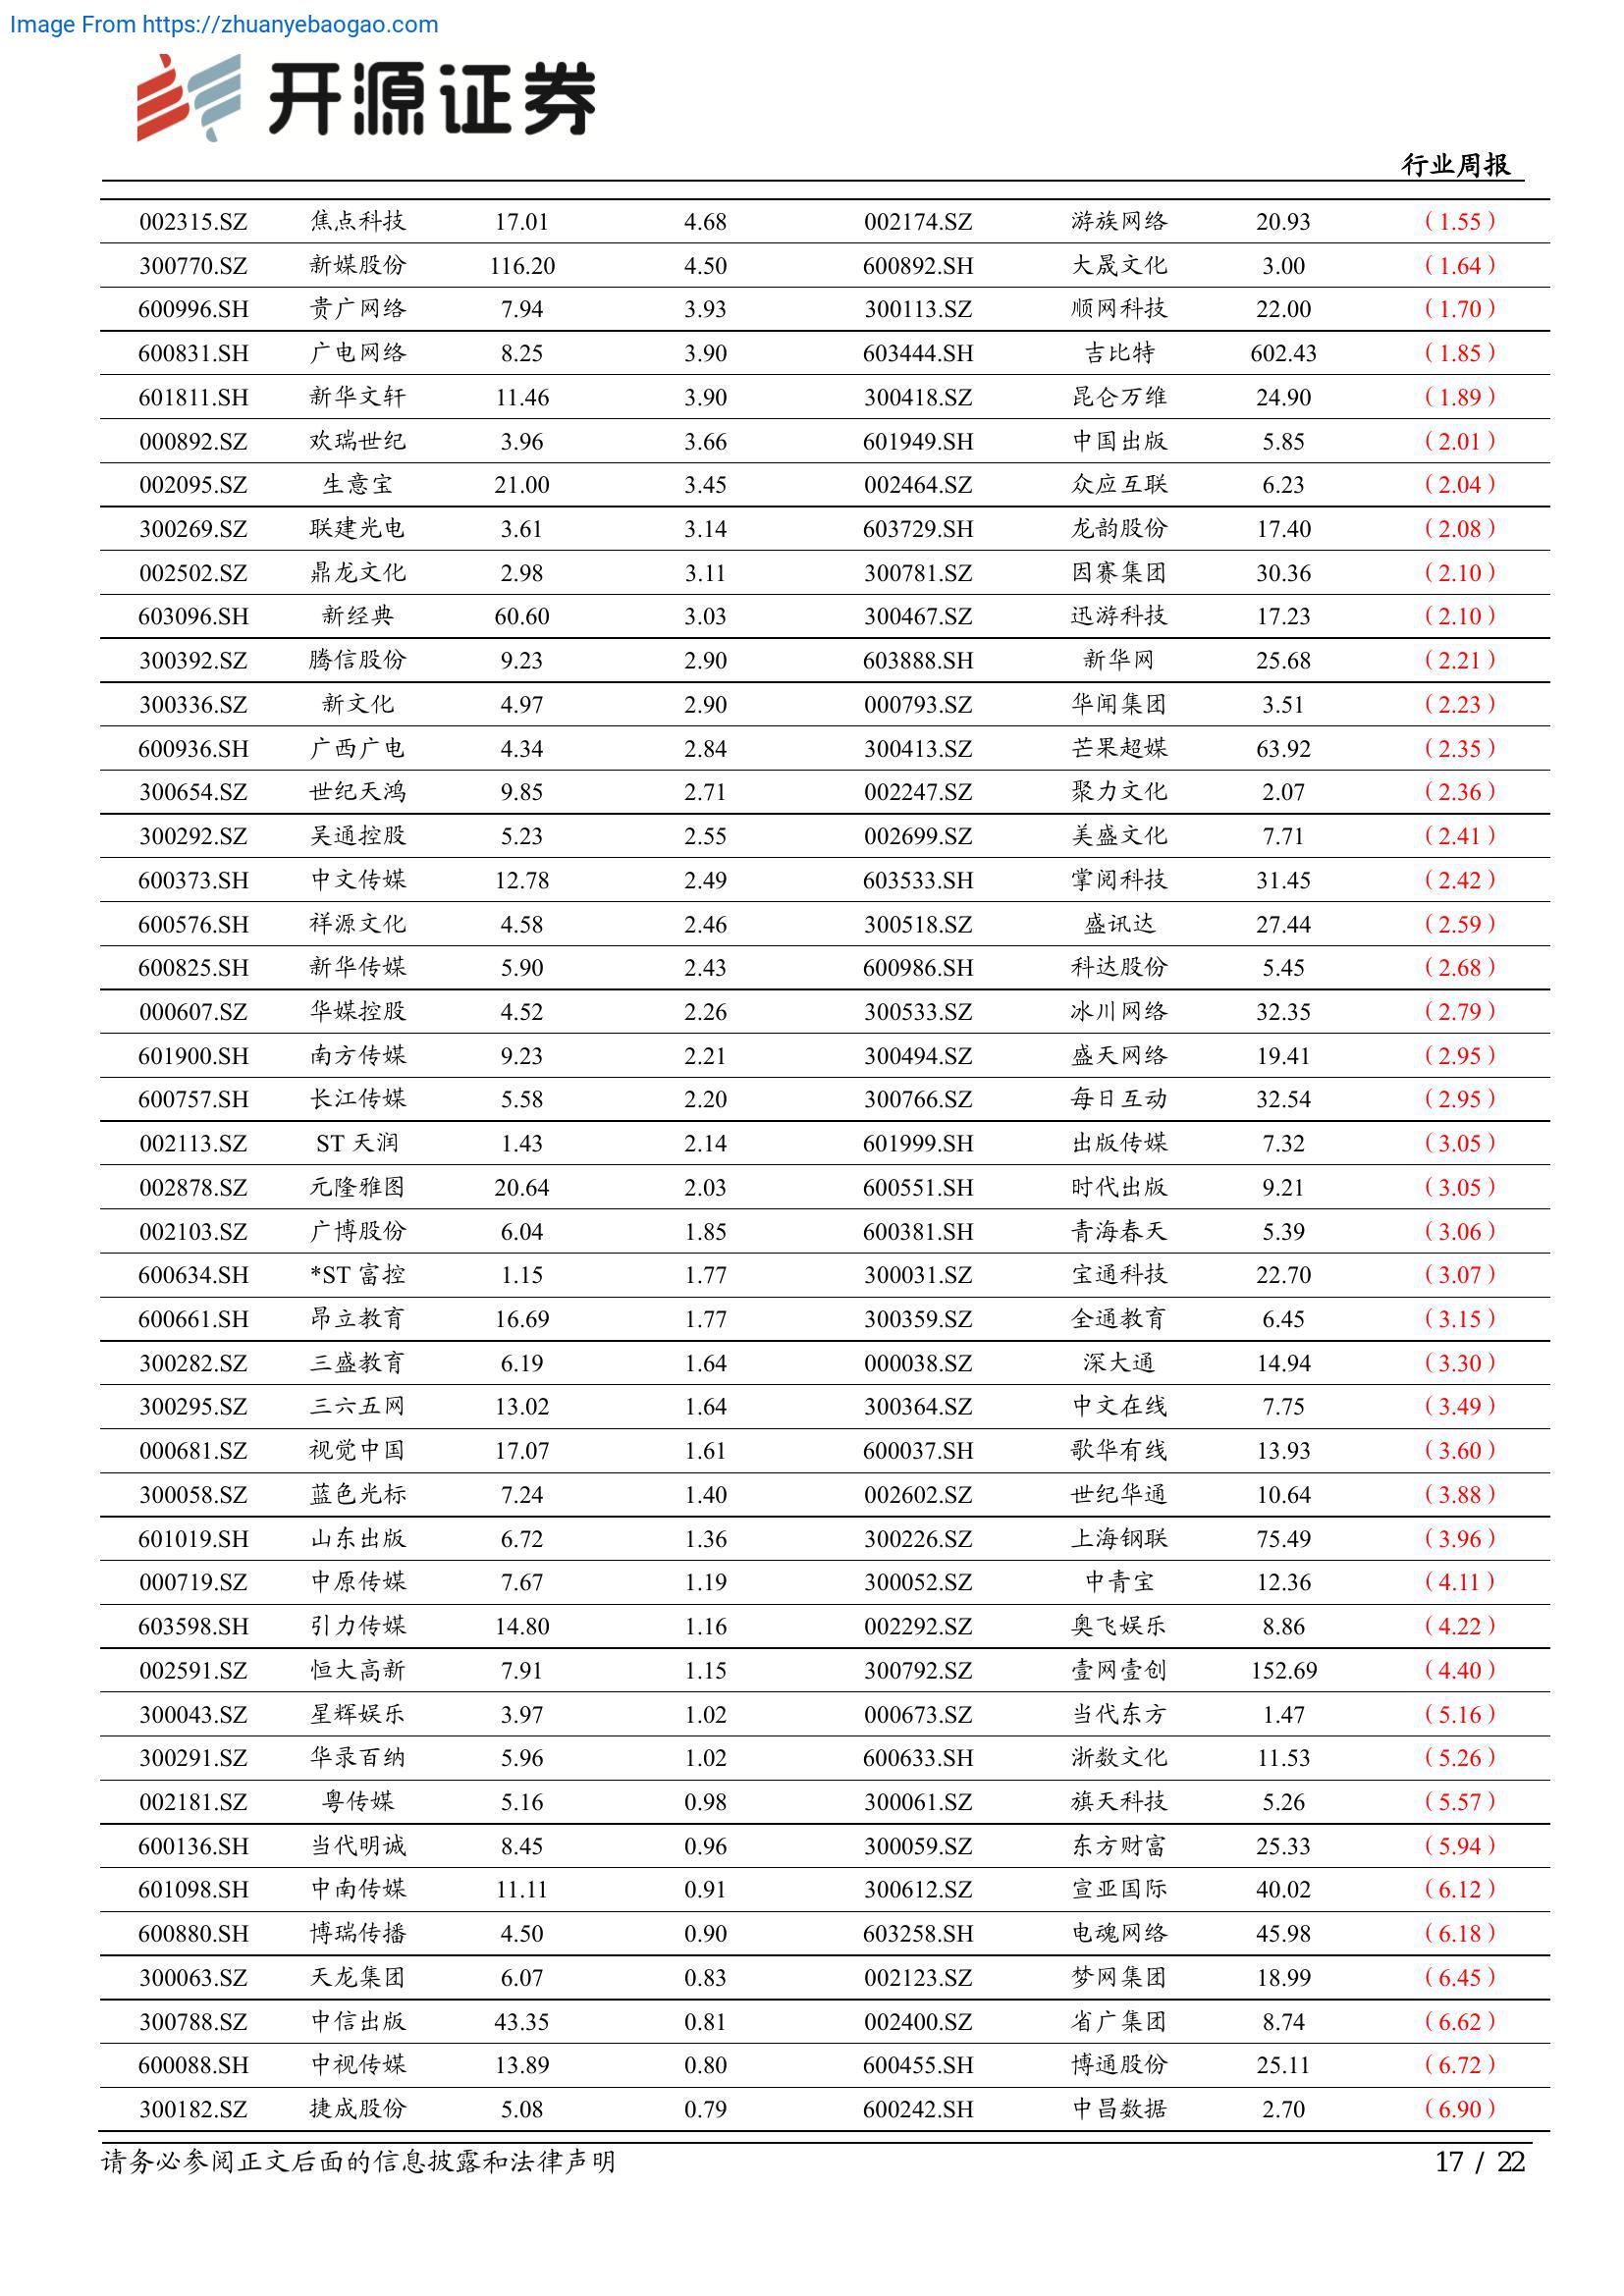 Image From https://zhuanyebaogao.com
开源证券
行业周报
002315.SZ 焦点科技 17.01 4.68 002174.SZ 游族网络 20.93 （1.55）
300770.SZ 新媒股份 116.20 4.50 600892.SH 大晟文化 3.00 （1.64）
600996.SH 贵广网络 7.94 3.93 300113.SZ 顺网科技 22.00 （1.70）
600831.SH 广电网络 8.25 3.90 603444.SH 吉比特 602.43 （1.85）
601811.SH 新华文轩 11.46 3.90 300418.SZ 昆仑万维 24.90 （1.89）
000892.SZ 欢瑞世纪 3.96 3.66 601949.SH 中国出版 5.85 （2.01）
002095.SZ 生意宝 21.00 3.45 002464.SZ 众应互联 6.23 （2.04）
300269.SZ 联建光电 3.61 3.14 603729.SH 龙韵股份 17.40 （2.08）
002502.SZ 鼎龙文化 2.98 3.11 300781.SZ 因赛集团 30.36 （2.10）
603096.SH 新经典 60.60 3.03 300467.SZ 迅游科技 17.23 （2.10）
300392.SZ 腾信股份 9.23 2.90 603888.SH 新华网 25.68 （2.21）
300336.SZ 新文化 4.97 2.90 000793.SZ 华闻集团 3.51 （2.23）
600936.SH 广西广电 4.34 2.84 300413.SZ 芒果超媒 63.92 （2.35）
300654.SZ 世纪天鸿 9.85 2.71 002247.SZ 聚力文化 2.07 （2.36）
300292.SZ 吴通控股 5.23 2.55 002699.SZ 美盛文化 7.71 （2.41）
600373.SH 中文传媒 12.78 2.49 603533.SH 掌阅科技 31.45 （2.42）
600576.SH 祥源文化 4.58 2.46 300518.SZ 盛讯达 27.44 （2.59）
600825.SH 新华传媒 5.90 2.43 600986.SH 科达股份 5.45 （2.68）
000607.SZ 华媒控股 4.52 2.26 300533.SZ 冰川网络 32.35 （2.79）
601900.SH 南方传媒 9.23 2.21 300494.SZ 盛天网络 19.41 （2.95）
600757.SH 长江传媒 5.58 2.20 300766.SZ 每日互动 32.54 （2.95）
002113.SZ ST 天润 1.43 2.14 601999.SH 出版传媒 7.32 （3.05）
002878.SZ 元隆雅图 20.64 2.03 600551.SH 时代出版 9.21 （3.05）
002103.SZ 广博股份 6.04 1.85 600381.SH 青海春天 5.39 （3.06）
600634.SH *ST 富控 1.15 1.77 300031.SZ 宝通科技 22.70 （3.07）
600661.SH 昂立教育 16.69 1.77 300359.SZ 全通教育 6.45 （3.15）
300282.SZ 三盛教育 6.19 1.64 000038.SZ 深大通 14.94 （3.30）
300295.SZ 三六五网 13.02 1.64 300364.SZ 中文在线 7.75 （3.49）
000681.SZ 视觉中国 17.07 1.61 600037.SH 歌华有线 13.93 （3.60）
300058.SZ 蓝色光标 7.24 1.40 002602.SZ 世纪华通 10.64 （3.88）
601019.SH 山东出版 6.72 1.36 300226.SZ 上海钢联 75.49 （3.96）
000719.SZ 中原传媒 7.67 1.19 300052.SZ 中青宝 12.36 （4.11）
603598.SH 引力传媒 14.80 1.16 002292.SZ 奥飞娱乐 8.86 （4.22）
002591.SZ 恒大高新 7.91 1.15 300792.SZ 壹网壹创 152.69 （4.40）
300043.SZ 星辉娱乐 3.97 1.02 000673.SZ 当代东方 1.47 （5.16）
300291.SZ 华录百纳 5.96 1.02 600633.SH 浙数文化 11.53 （5.26）
002181.SZ 粤传媒 5.16 0.98 300061.SZ 旗天科技 5.26 （5.57）
600136.SH 当代明诚 8.45 0.96 300059.SZ 东方财富 25.33 （5.94）
601098.SH 中南传媒 11.11 0.91 300612.SZ 宣亚国际 40.02 （6.12）
600880.SH 博瑞传播 4.50 0.90 603258.SH 电魂网络 45.98 （6.18）
300063.SZ 天龙集团 6.07 0.83 002123.SZ 梦网集团 18.99 （6.45）
300788.SZ 中信出版 43.35 0.81 002400.SZ 省广集团 8.74 （6.62）
600088.SH 中视传媒 13.89 0.80 600455.SH 博通股份 25.11 （6.72）
300182.SZ 捷成股份 5.08 0.79 600242.SH 中昌数据 2.70 （6.90）
请务必参阅正文后面的信息披露和法律声明 17 / 22